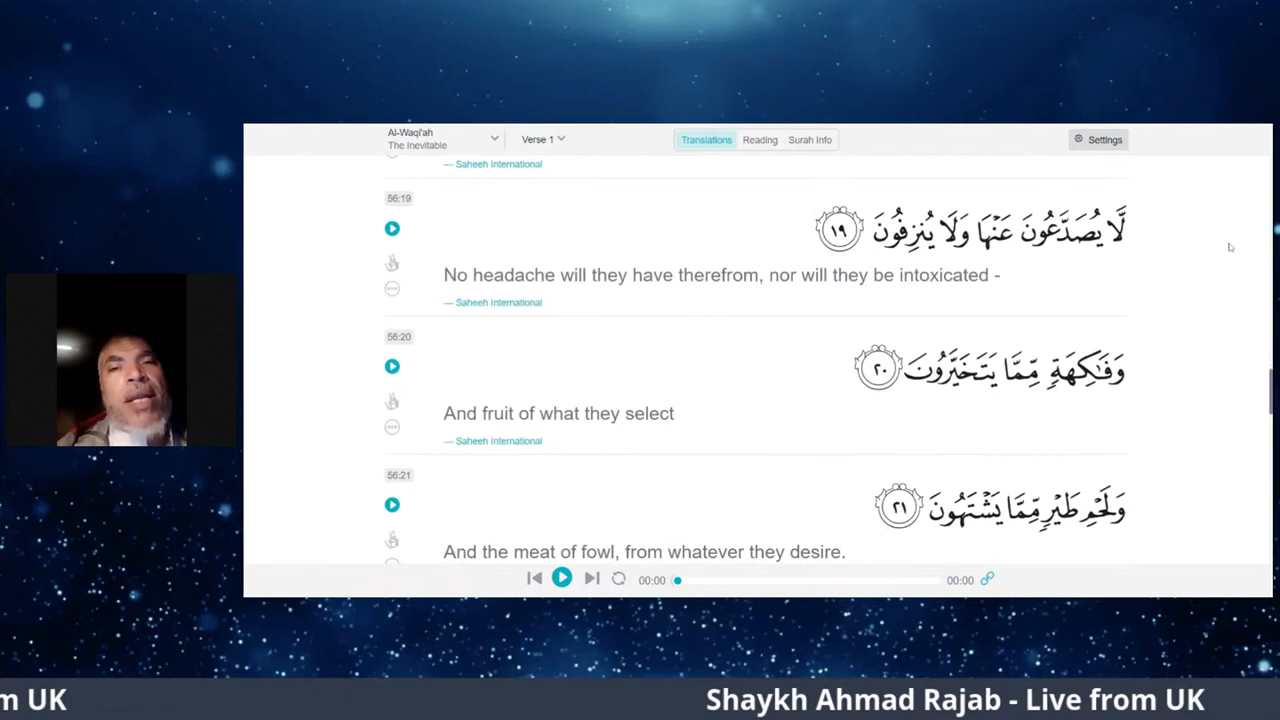 Al-Waqi'ah
The Inevitable
Verse 1
Translations Reading Surah Info
Settings
— Saheeh International
56:19
لَّا يُصَدَّعُونَ عَنْهَا وَلَا يُنزِفُونَ ١٩
No headache will they have therefrom, nor will they be intoxicated -
— Saheeh International
56:20
وَفَـٰكِهَةٍ مِّمَّا يَتَخَيَّرُونَ ٢٠
And fruit of what they select
— Saheeh International
56:21
وَلَحْمِ طَيْرٍ مِّمَّا يَشْتَهُونَ ٢١
And the meat of fowl, from whatever they desire.
00:00 00:00
m UK Shaykh Ahmad Rajab - Live from UK